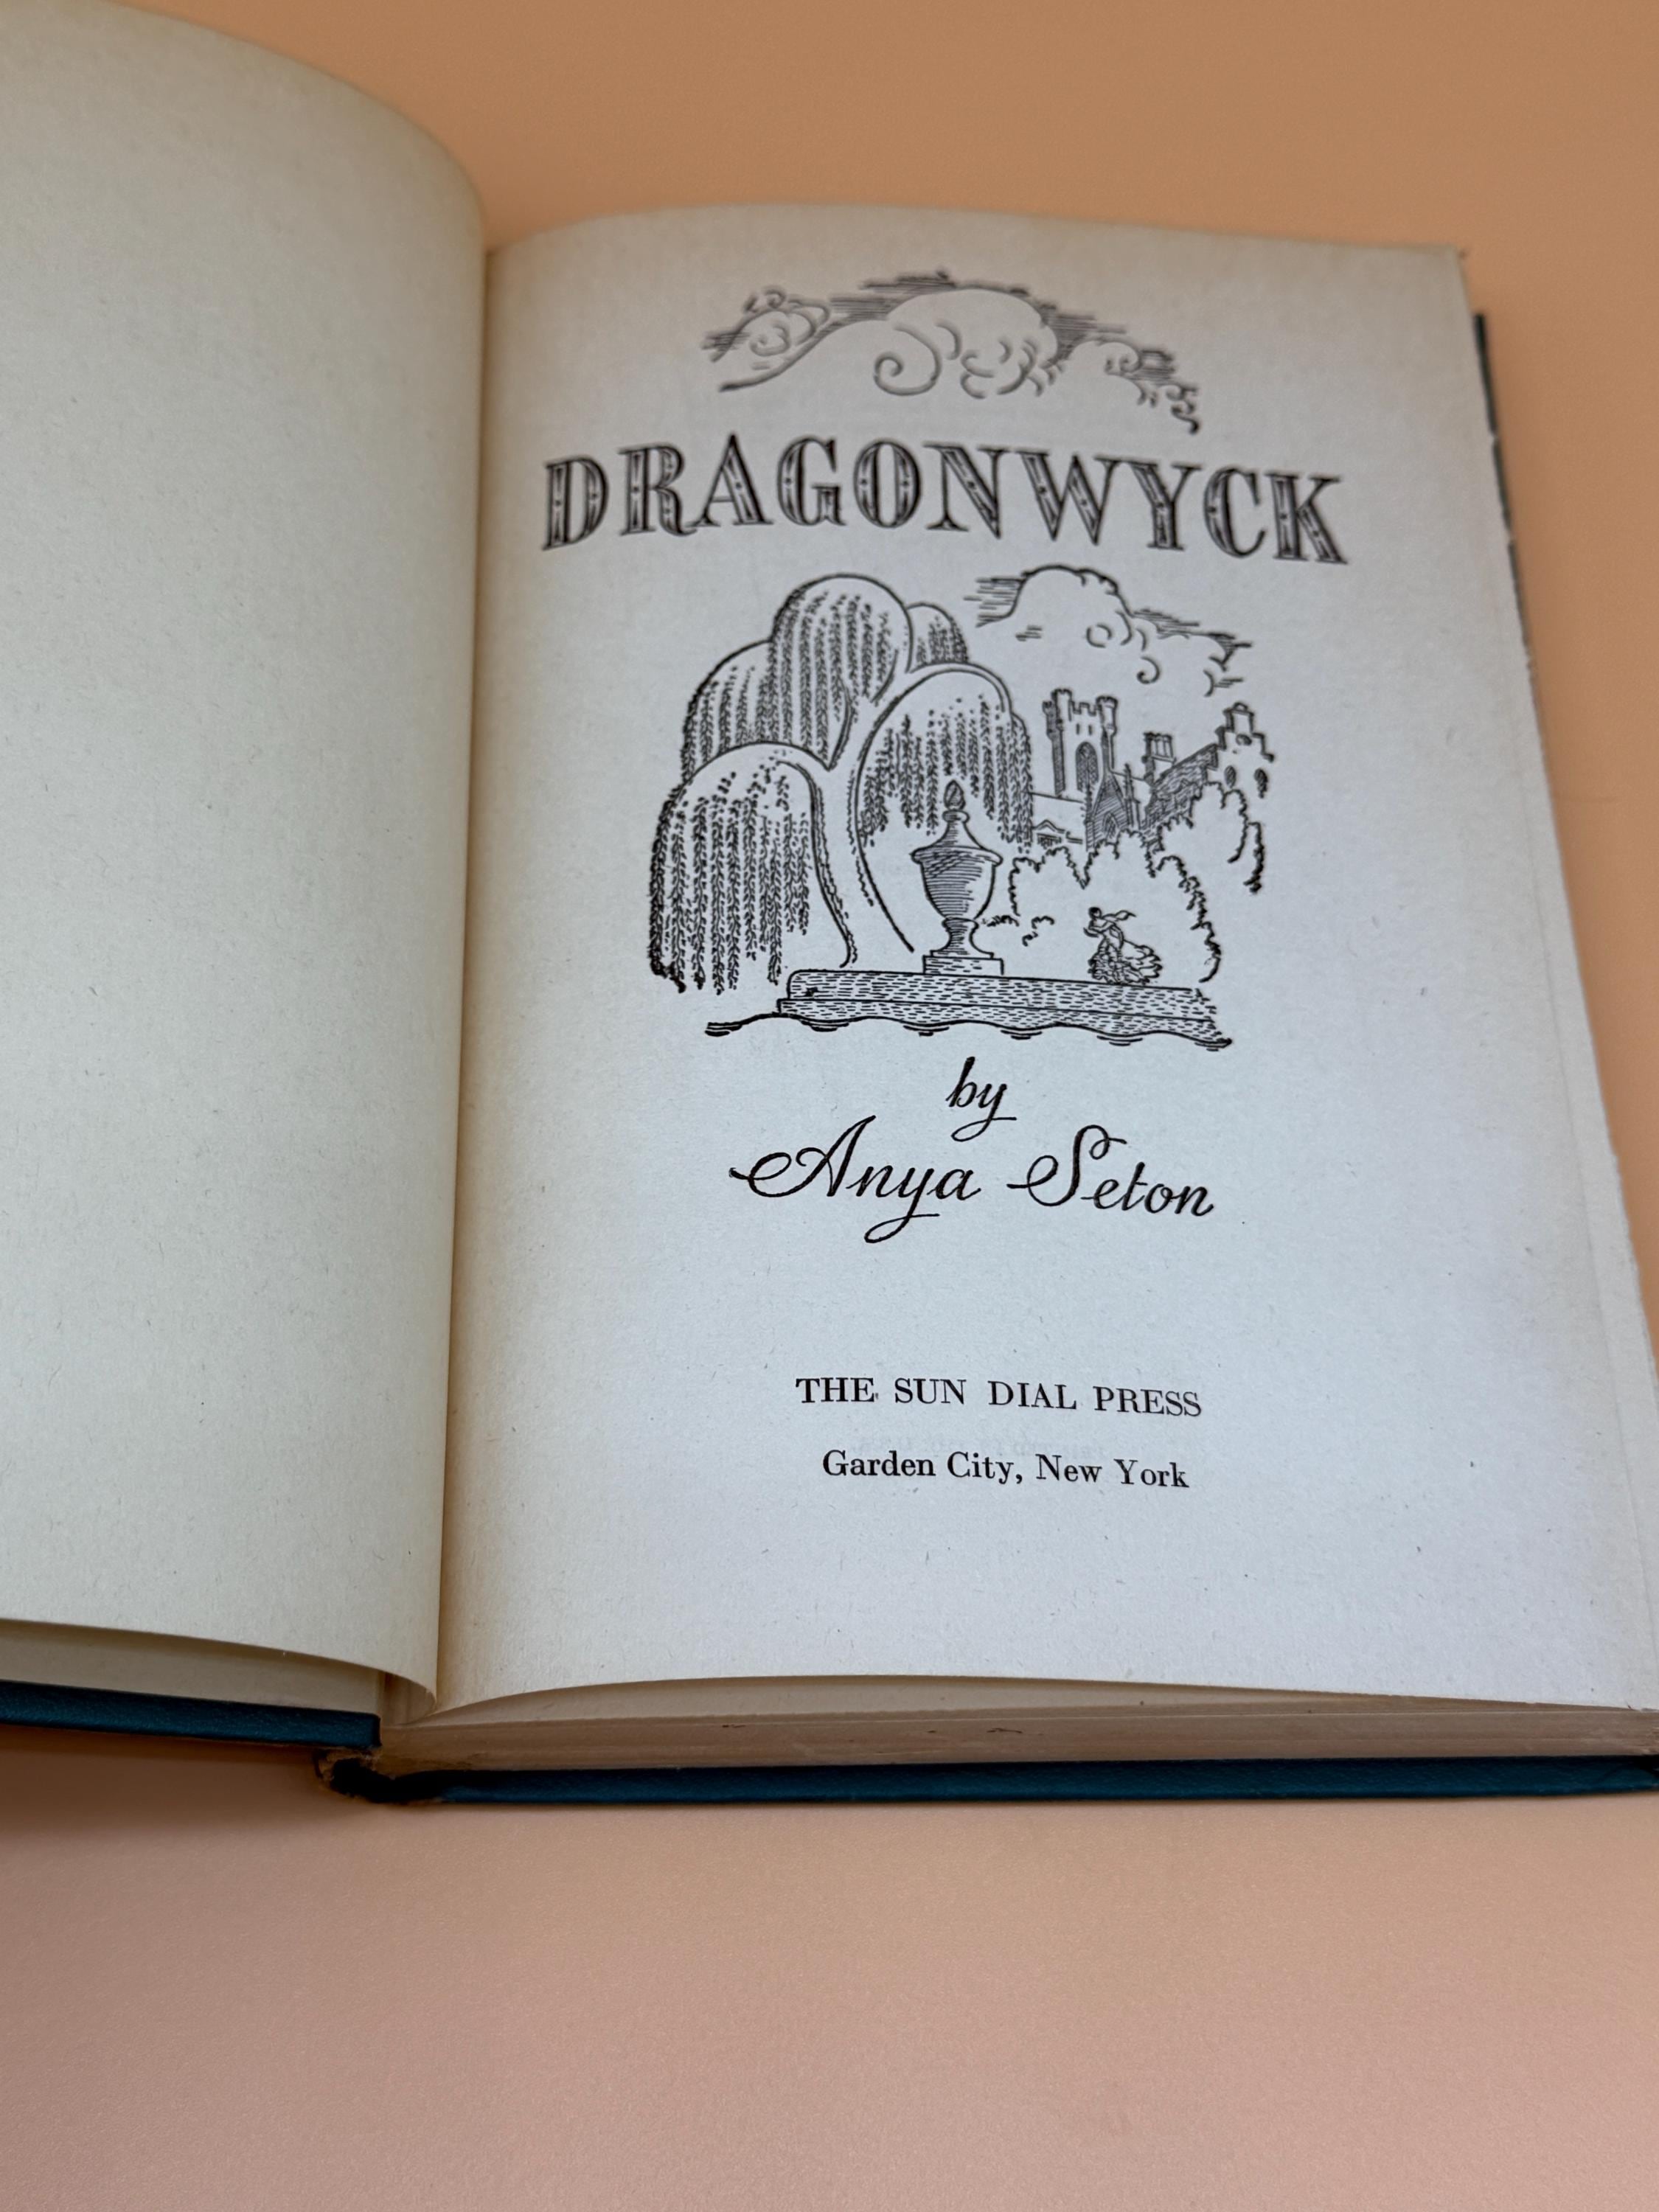 DRAGONWYCK
by
Anya Seton
THE SUN DIAL PRESS
Garden City, New York